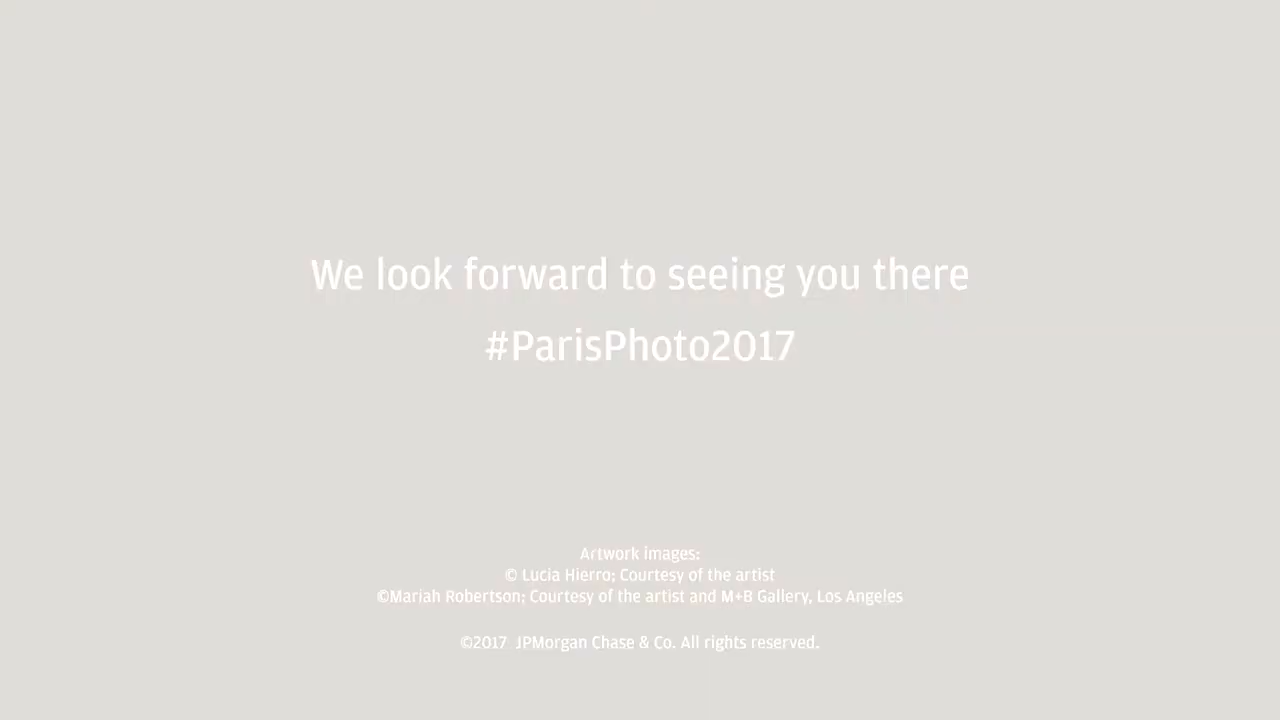 We look forward to seeing you there
#ParisPhoto2017
Artwork images:
© Lucia Hierro; Courtesy of the artist
©Mariah Robertson; Courtesy of the artist and M+B Gallery, Los Angeles
©2017 JPMorgan Chase & Co. All rights reserved.